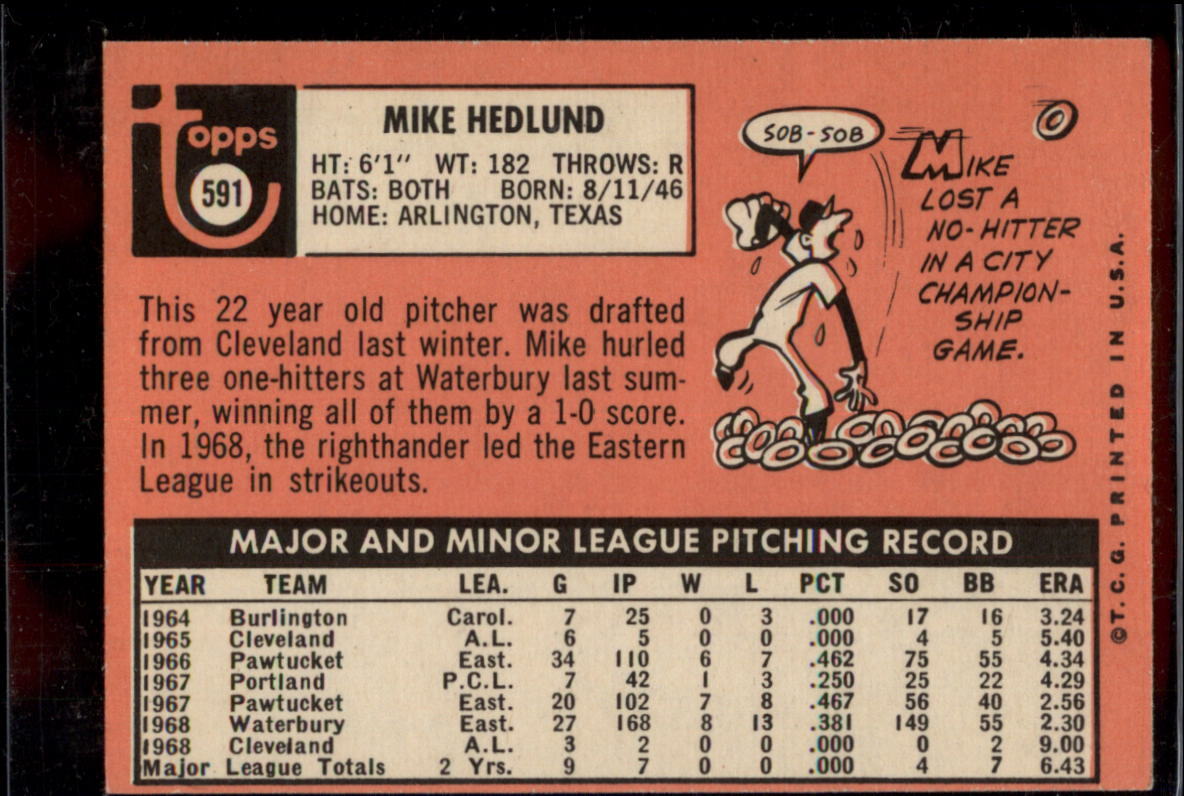 topps
591
MIKE HEDLUND
HT: 6'1" WT: 182 THROWS: R
BATS: BOTH BORN: 8/11/46
HOME: ARLINGTON, TEXAS
This 22 year old pitcher was drafted
from Cleveland last winter. Mike hurled
three one-hitters at Waterbury last sum-
mer, winning all of them by a 1-0 score.
In 1968, the righthander led the Eastern
League in strikeouts.
SOB-SOB
MIKE
LOST A
NO-HITTER
IN A CITY
CHAMPION-
SHIP
GAME.
MAJOR AND MINOR LEAGUE PITCHING RECORD
YEAR TEAM LEA. G IP W L PCT SO BB ERA
1964 Burlington Carol. 7 25 0 3 .000 17 16 3.24
1965 Cleveland A.L. 6 5 0 0 .000 4 5 5.40
1966 Pawtucket East. 34 110 6 7 .462 75 55 4.34
1967 Portland P.C.L. 7 42 1 3 .250 25 22 4.29
1967 Pawtucket East. 20 102 7 8 .467 56 40 2.56
1968 Waterbury East. 27 168 8 13 .381 149 55 2.30
1968 Cleveland A.L. 3 2 0 0 .000 0 2 9.00
Major League Totals 2 Yrs. 9 7 0 0 .000 4 7 6.43
©T.C.G. PRINTED IN U.S.A.